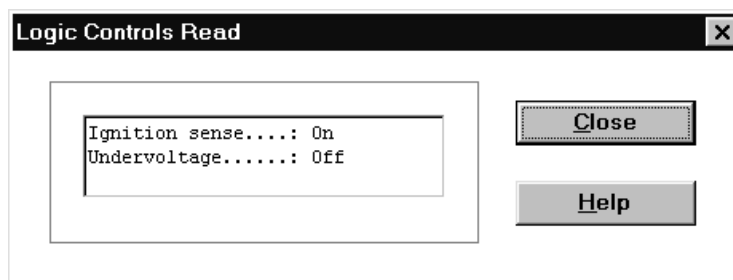 Logic Controls Read
Ignition sense....: On
Undervoltage......: Off
Close
Help